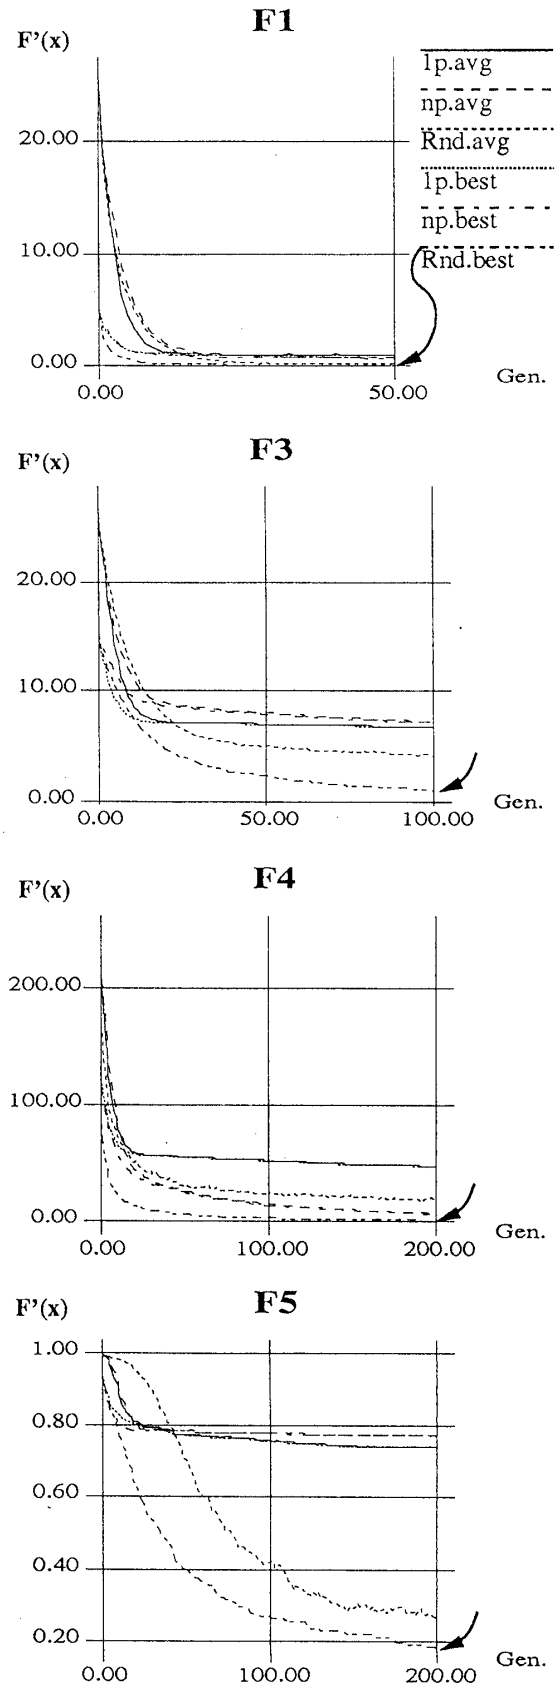 F1
F'(x)
1p.avg
np.avg
Rnd.avg
1p.best
np.best
Rnd.best
20.00
10.00
0.00
0.00 50.00
Gen.
F3
F'(x)
20.00
10.00
0.00
0.00 50.00 100.00
Gen.
F4
F'(x)
200.00
100.00
0.00
0.00 100.00 200.00
Gen.
F5
F'(x)
1.00
0.80
0.60
0.40
0.20
0.00 100.00 200.00
Gen.